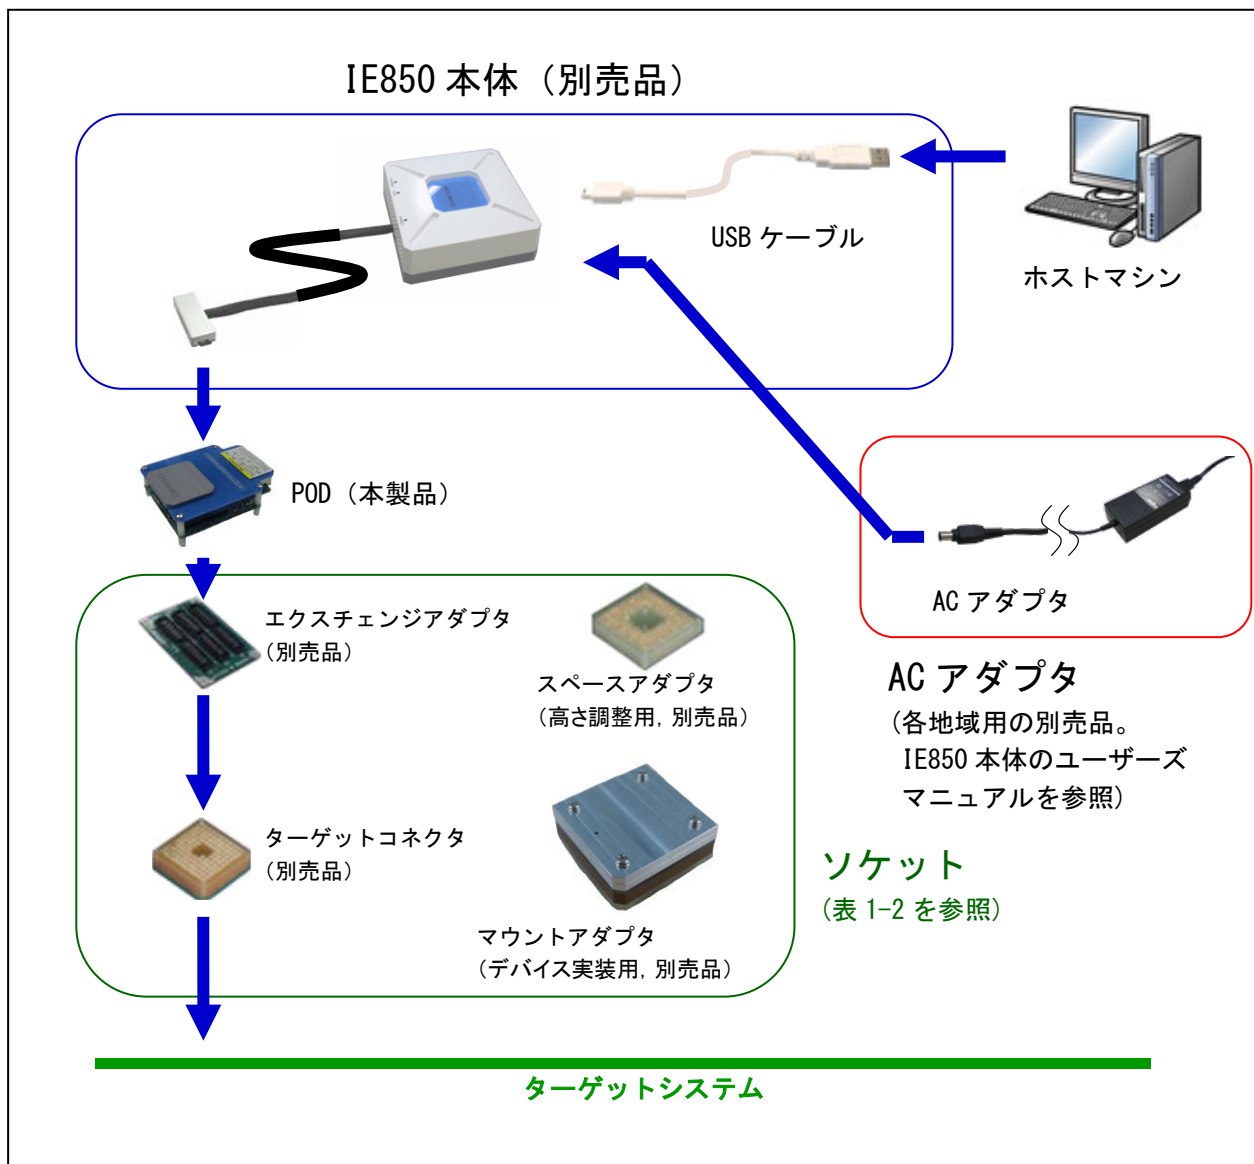 IE850 本体（別売品）
USB ケーブル
ホストマシン
POD（本製品）
エクスチェンジアダプタ
（別売品）
スペースアダプタ
（高さ調整用, 別売品）
AC アダプタ
AC アダプタ
（各地域用の別売品。
IE850 本体のユーザーズ
マニュアルを参照）
ターゲットコネクタ
（別売品）
ソケット
（表 1-2 を参照）
マウントアダプタ
（デバイス実装用, 別売品）
ターゲットシステム